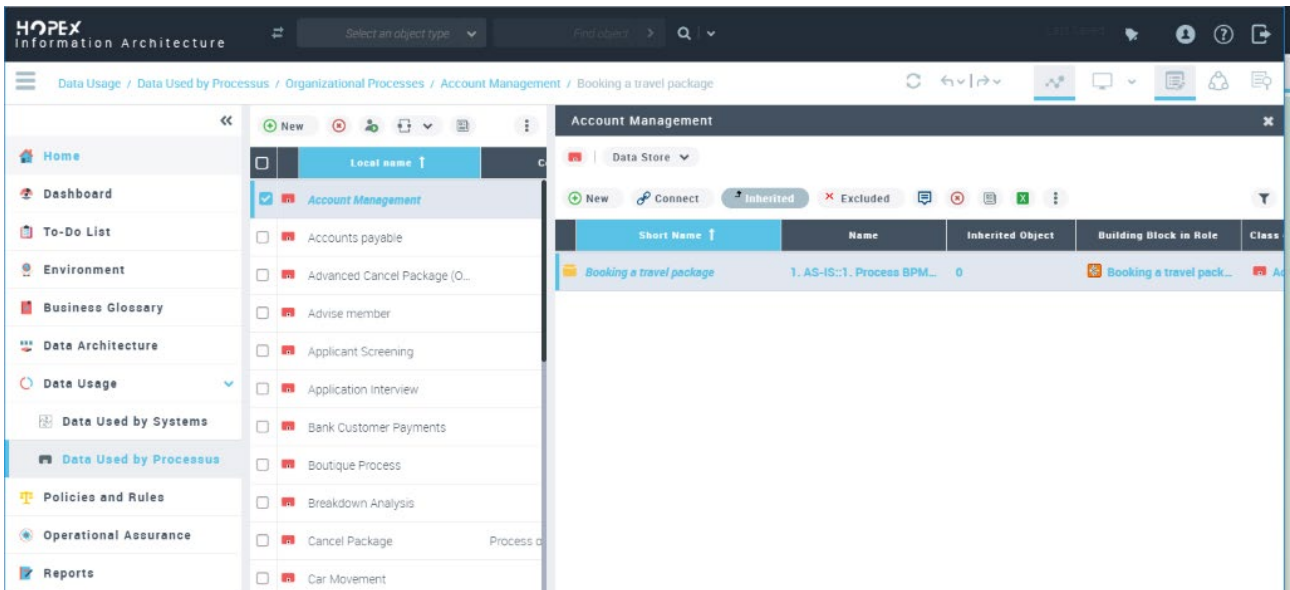 HOPEX
Information Architecture
Select an object type
Find object
Data Usage / Data Used by Processus / Organizational Processes / Account Management / Booking a travel package
Home
Dashboard
To-Do List
Environment
Business Glossary
Data Architecture
Data Usage
Data Used by Systems
Data Used by Processus
Policies and Rules
Operational Assurance
Reports
New
Local name
Account Management
Accounts payable
Advanced Cancel Package (O...
Advise member
Applicant Screening
Application Interview
Bank Customer Payments
Boutique Process
Breakdown Analysis
Cancel Package Process o
Car Movement
Account Management
Data Store
New Connect Inherited Excluded
Short Name Name Inherited Object Building Block in Role Class
Booking a travel package 1. AS-IS::1. Process BPM... 0 Booking a travel pack...